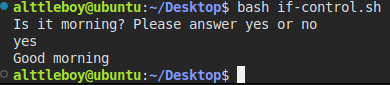 alttleboy@ubuntu:~/Desktop$ bash if-control.sh
Is it morning? Please answer yes or no
yes
Good morning
alttleboy@ubuntu:~/Desktop$